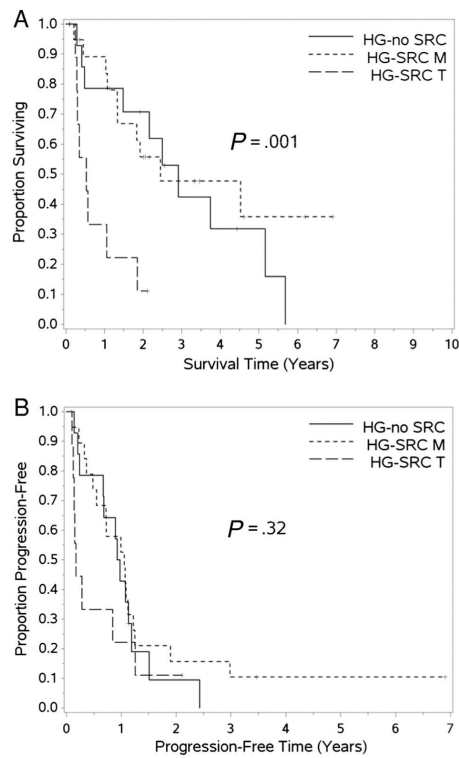 A
1.0
0.9
0.8
0.7
0.6
0.5
0.4
0.3
0.2
0.1
0.0
Proportion Surviving
HG-no SRC
HG-SRC M
HG-SRC T
P = .001
0 1 2 3 4 5 6 7 8 9 10
Survival Time (Years)
B
1.0
0.9
0.8
0.7
0.6
0.5
0.4
0.3
0.2
0.1
0.0
Proportion Progression-Free
HG-no SRC
HG-SRC M
HG-SRC T
P = .32
0 1 2 3 4 5 6 7
Progression-Free Time (Years)